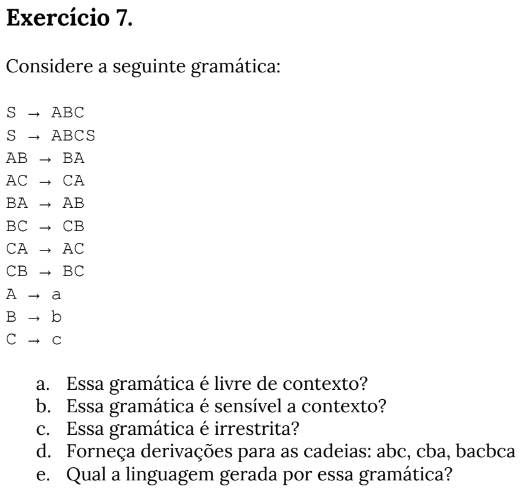 Exercício 7.
Considere a seguinte gramática:
S → ABC
S → ABCS
AB → BA
AC → CA
BA → AB
BC → CB
CA → AC
CB → BC
A → a
B → b
C → c
a. Essa gramática é livre de contexto?
b. Essa gramática é sensível a contexto?
c. Essa gramática é irrestrita?
d. Forneça derivações para as cadeias: abc, cba, bacbca
e. Qual a linguagem gerada por essa gramática?